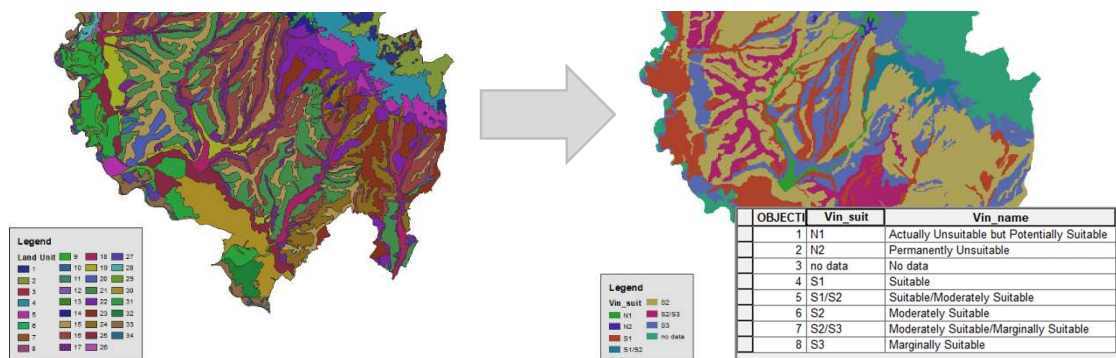 Legend
Land Unit
1
2
3
4
5
6
7
8
9
10
11
12
13
14
15
16
17
18
19
20
21
22
23
24
25
26
27
28
29
30
31
32
33
34
Legend
Vin_suit
N1
N2
S1
S1/S2
S2
S2/S3
S3
no data
OBJECTI Vin_suit Vin_name
1 N1 Actually Unsuitable but Potentially Suitable
2 N2 Permanently Unsuitable
3 no data No data
4 S1 Suitable
5 S1/S2 Suitable/Moderately Suitable
6 S2 Moderately Suitable
7 S2/S3 Moderately Suitable/Marginally Suitable
8 S3 Marginally Suitable